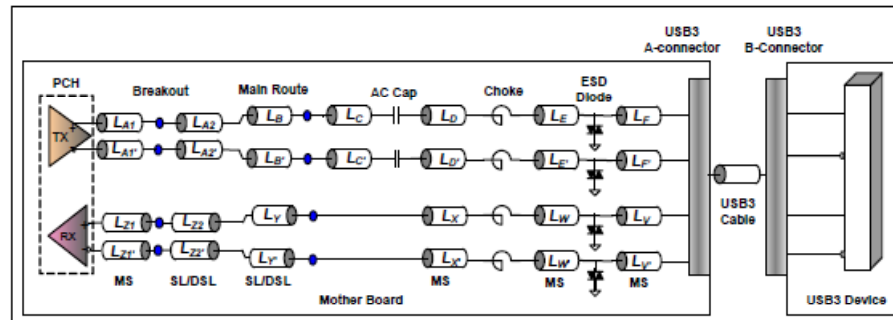 USB3 A-connector
USB3 B-Connector
PCH
Breakout
Main Route
AC Cap
Choke
ESD Diode
TX
+
-
LA1 LA2 LB LC LD LE LF
LA1' LA2' LB' LC' LD' LE' LF'
RX
LZ1 LZ2 LY LX LW LV
LZ1' LZ2' LY' LX' LW' LV'
USB3 Cable
MS SL/DSL SL/DSL MS MS MS
Mother Board
USB3 Device